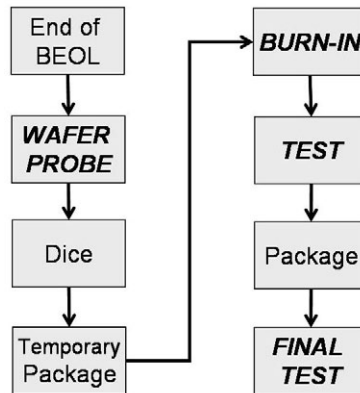 End of
BEOL
WAFER
PROBE
Dice
Temporary
Package
BURN-IN
TEST
Package
FINAL
TEST